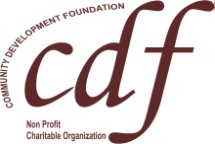 COMMUNITY DEVELOPMENT FOUNDATION
cdf
Non Profit
Charitable Organization